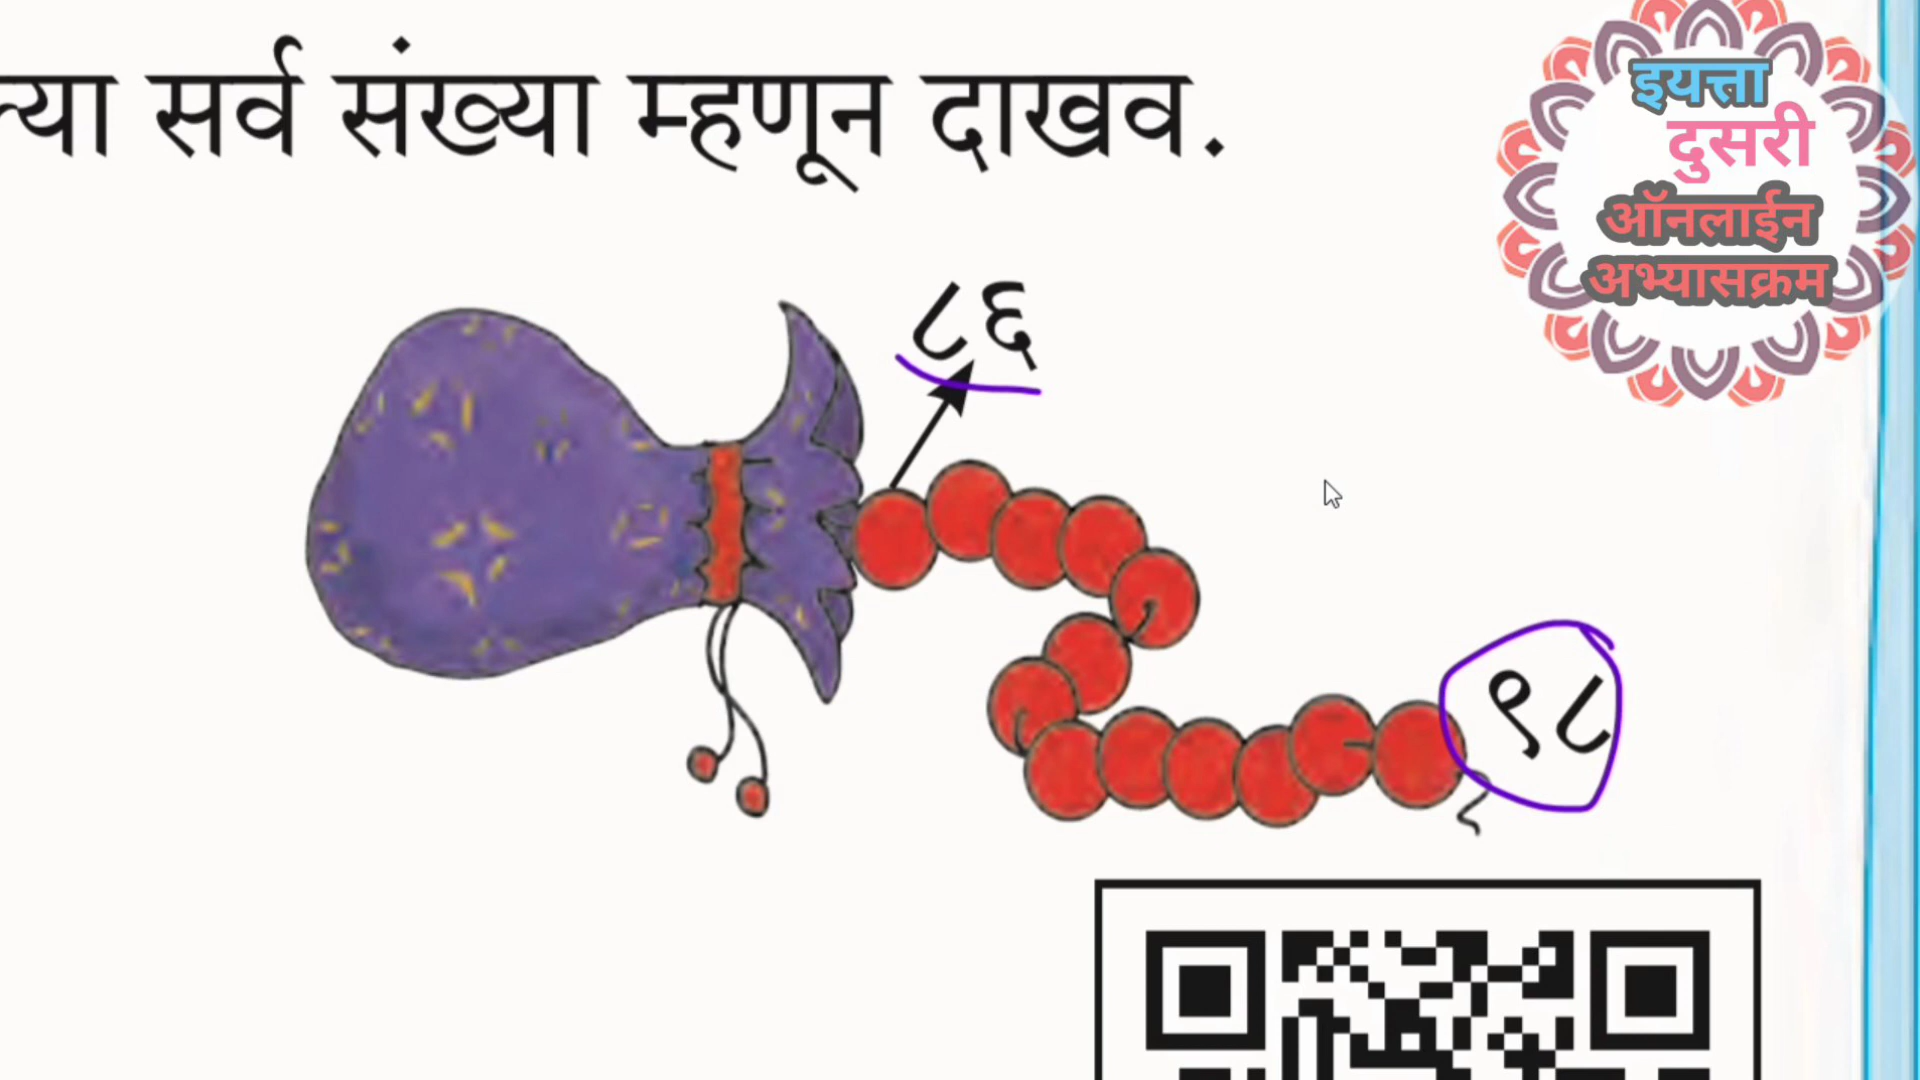 सर्व संख्या म्हणून दाखव.
इयत्ता
दुसरी
ऑनलाईन
अभ्यासक्रम
८६
९८